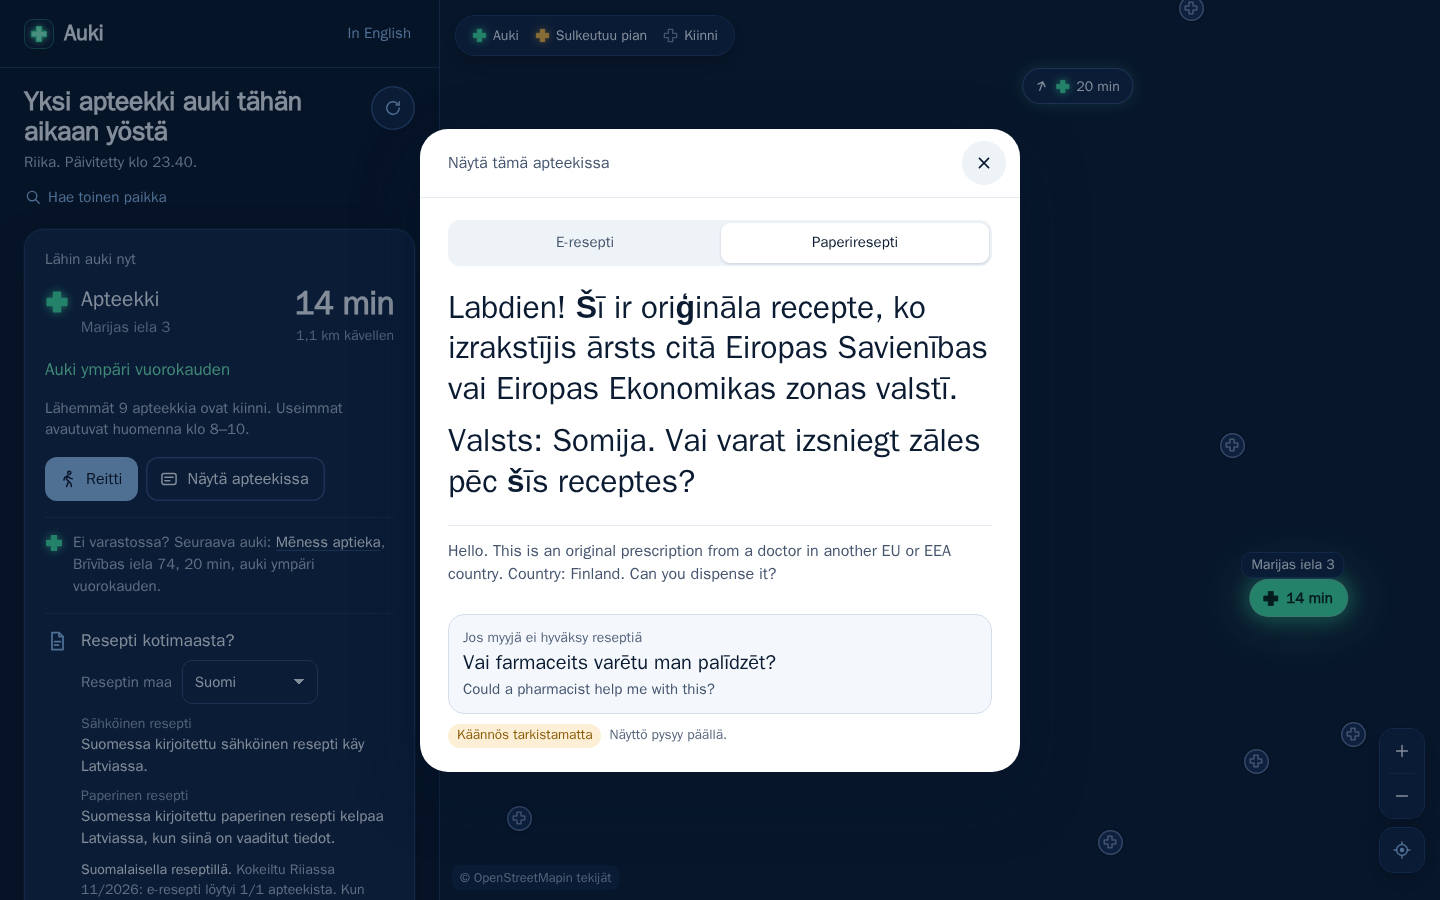 Auki
In English
Yksi apteekki auki tähän
aikaan yöstä
Riika. Päivitetty klo 23.40.
Hae toinen paikka
Lähin auki nyt
Apteekki
14 min
Marijas iela 3
1,1 km kävellen
Auki ympäri vuorokauden
Lähemmät 9 apteekkia ovat kiinni. Useimmat
avautuvat huomenna klo 8–10.
Reitti
Näytä apteekissa
Ei varastossa? Seuraava auki: Mēness aptieka,
Brīvības iela 74, 20 min, auki ympäri
vuorokauden.
Resepti kotimaasta?
Reseptin maa
Suomi
Sähköinen resepti
Suomessa kirjoitettu sähköinen resepti käy
Latviassa.
Paperinen resepti
Suomessa kirjoitettu paperinen resepti kelpaa
Latviassa, kun siinä on vaaditut tiedot.
Suomalaisella reseptillä. Kokeiltu Riiassa
11/2026: e-resepti löytyi 1/1 apteekista. Kun
Auki
Sulkeutuu pian
Kiinni
20 min
Näytä tämä apteekissa
E-resepti
Paperiresepti
Labdien! Šī ir oriģināla recepte, ko
izrakstījis ārsts citā Eiropas Savienības
vai Eiropas Ekonomikas zonas valstī.
Valsts: Somija. Vai varat izsniegt zāles
pēc šīs receptes?
Hello. This is an original prescription from a doctor in another EU or EEA
country. Country: Finland. Can you dispense it?
Jos myyjä ei hyväksy reseptiä
Vai farmaceits varētu man palīdzēt?
Could a pharmacist help me with this?
Käännös tarkistamatta
Näyttö pysyy päällä.
Marijas iela 3
14 min
© OpenStreetMapin tekijät